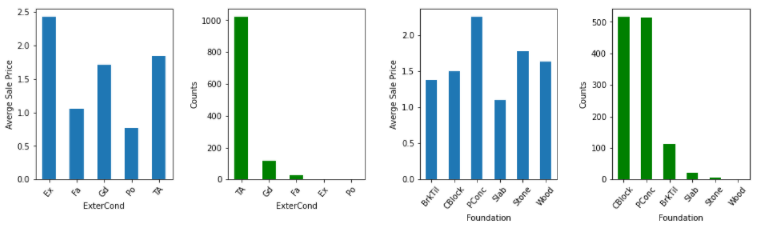 2.5
2.0
1.5
1.0
0.5
0.0
Averge Sale Price
Ex Fa Gd Po TA
ExterCond
1000
800
600
400
200
0
Counts
TA Gd Fa Ex Po
ExterCond
2.0
1.5
1.0
0.5
0.0
Averge Sale Price
BrkTil CBlock PConc Slab Stone Wood
Foundation
500
400
300
200
100
0
Counts
CBlock PConc BrkTil Slab Stone Wood
Foundation